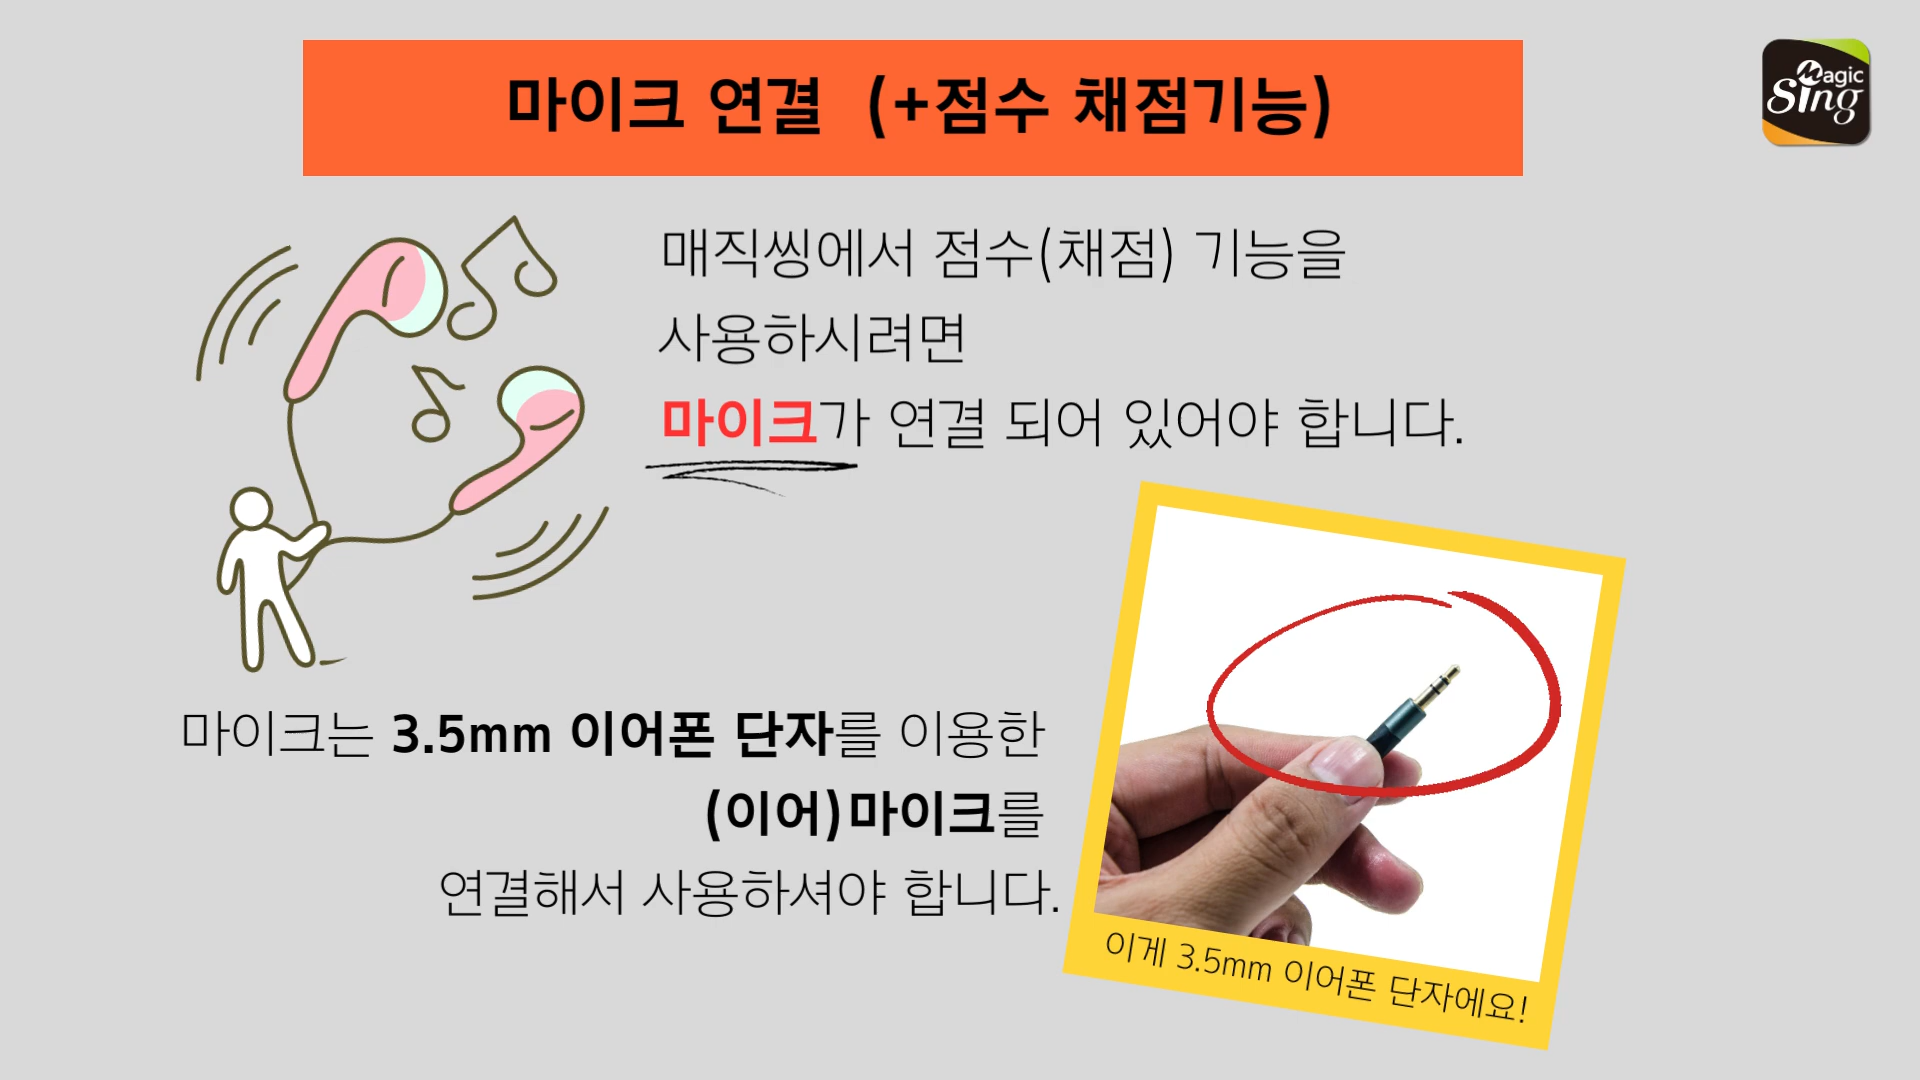 마이크 연결 (+점수 채점기능)
Magic
Sing
매직씽에서 점수(채점) 기능을
사용하시려면
마이크가 연결 되어 있어야 합니다.
마이크는 3.5mm 이어폰 단자를 이용한
(이어)마이크를
연결해서 사용하셔야 합니다.
이게 3.5mm 이어폰 단자에요!